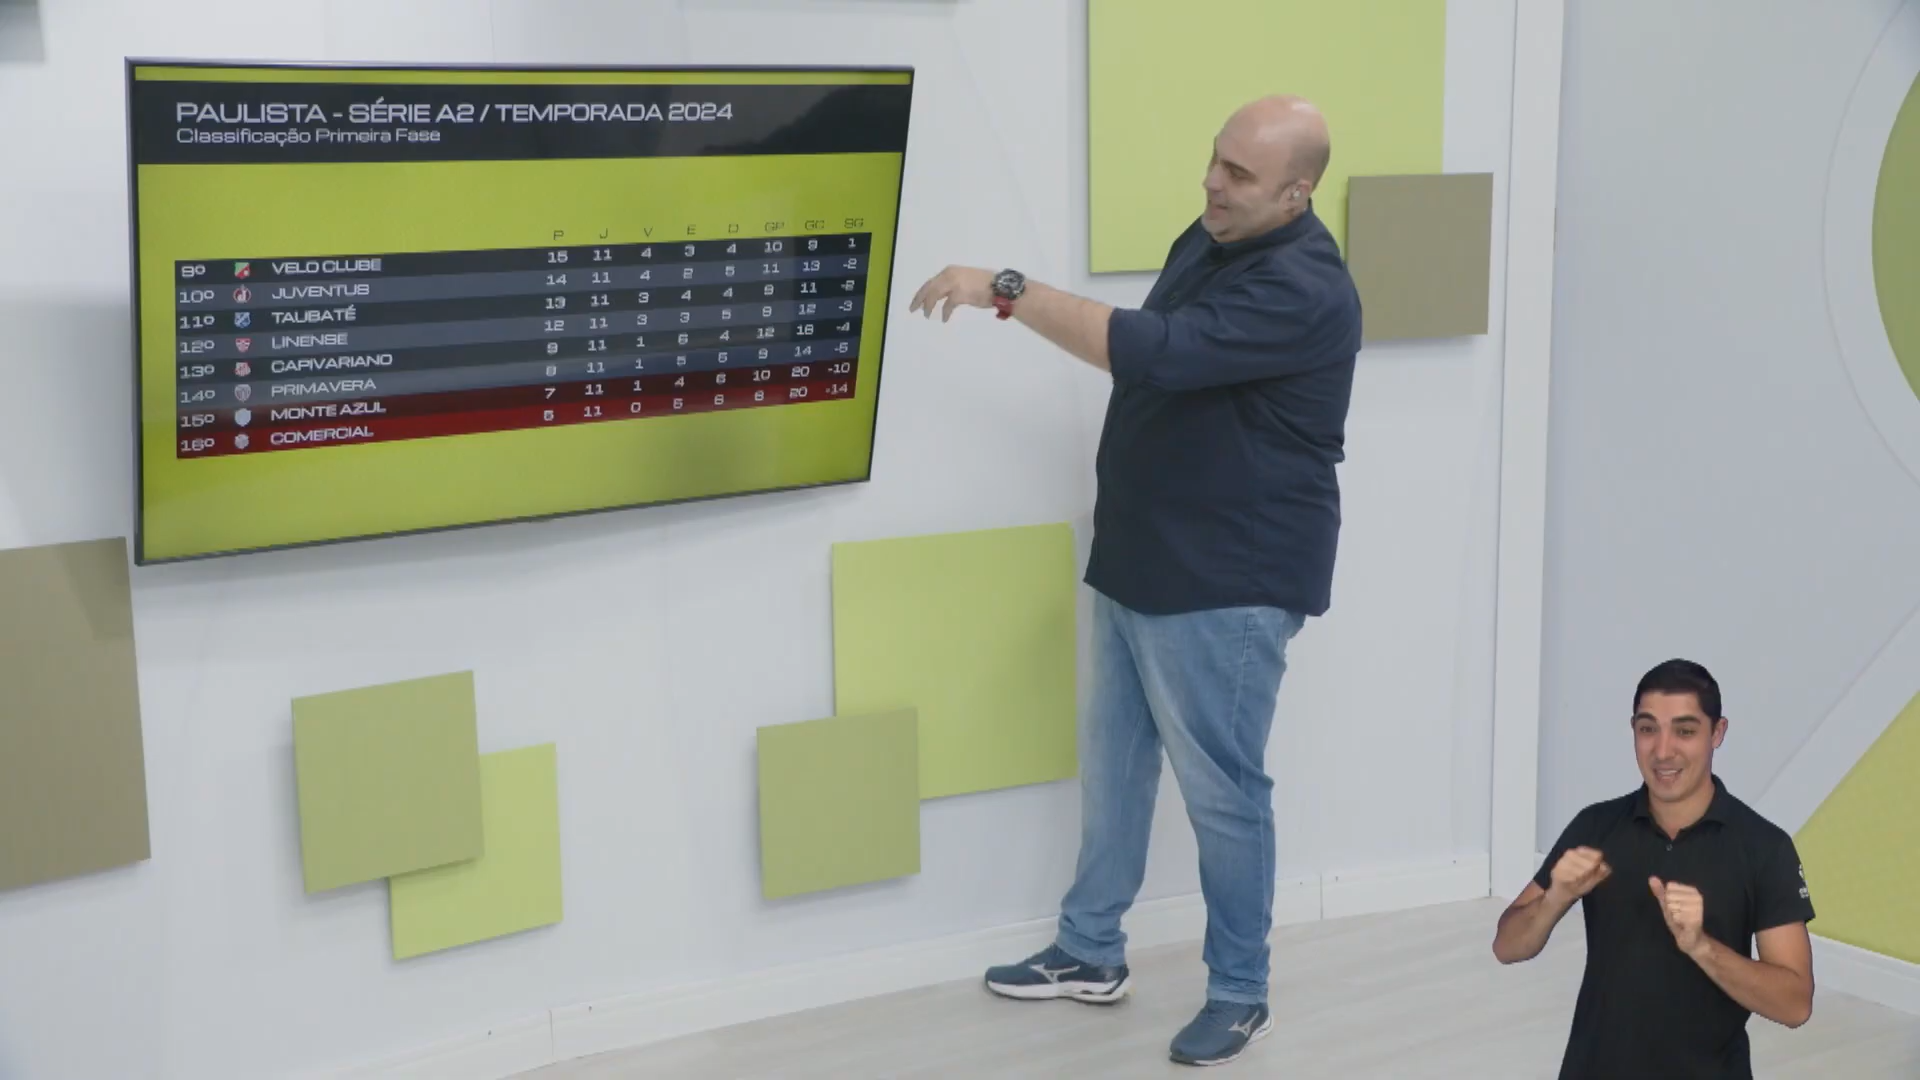 PAULISTA - SÉRIE A2 / TEMPORADA 2024
Classificação Primeira Fase
P J V E D GP GC SG
9º VELO CLUBE 15 11 4 3 4 10 9 1
10º JUVENTUS 14 11 4 2 5 11 13 -2
11º TAUBATÉ 13 11 3 4 4 9 11 -2
12º LINENSE 12 11 3 3 5 9 12 -3
13º CAPIVARIANO 9 11 1 6 4 12 16 -4
14º PRIMAVERA 8 11 1 5 5 9 14 -5
15º MONTE AZUL 7 11 1 4 6 10 20 -10
16º COMERCIAL 5 11 0 5 6 6 20 -14